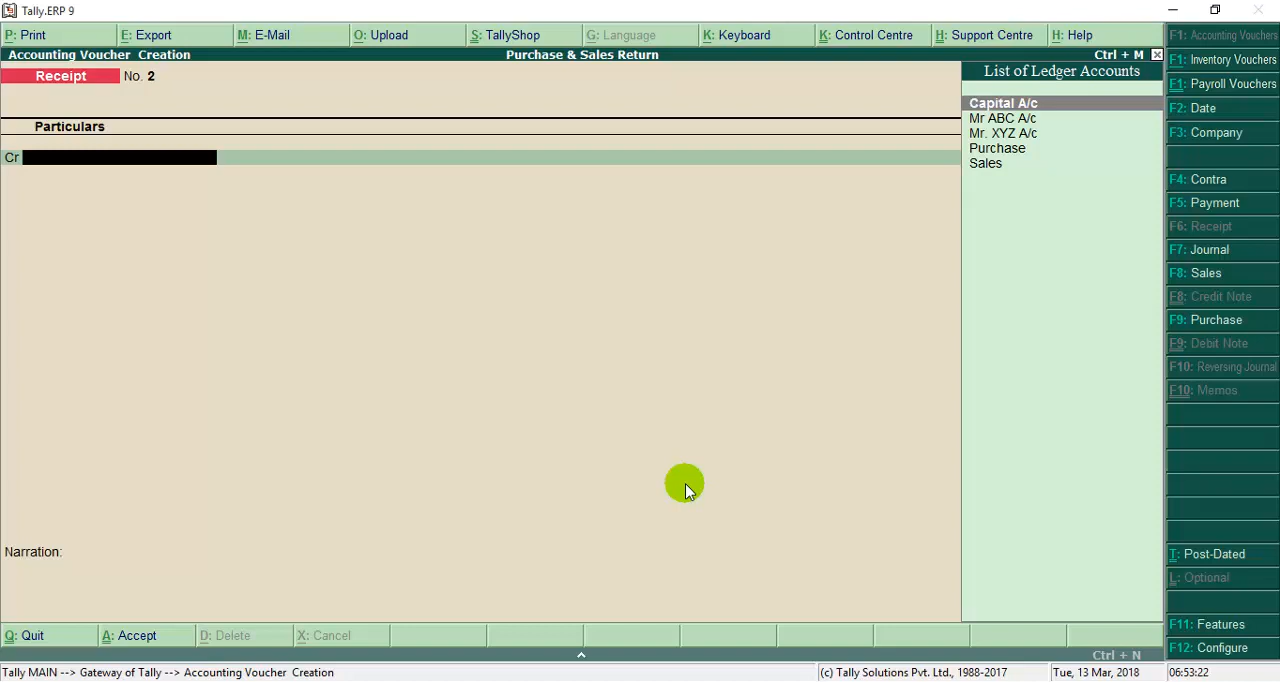 Tally.ERP 9
P: Print E: Export M: E-Mail O: Upload S: TallyShop G: Language K: Keyboard K: Control Centre H: Support Centre H: Help
Accounting Voucher Creation Purchase & Sales Return Ctrl + M
Receipt No. 2
Particulars
Cr
List of Ledger Accounts
Capital A/c
Mr ABC A/c
Mr. XYZ A/c
Purchase
Sales
F1: Accounting Vouchers
F1: Inventory Vouchers
F1: Payroll Vouchers
F2: Date
F3: Company
F4: Contra
F5: Payment
F6: Receipt
F7: Journal
F8: Sales
F8: Credit Note
F9: Purchase
F9: Debit Note
F10: Reversing Journal
F10: Memos
T: Post-Dated
L: Optional
F11: Features
F12: Configure
Narration:
Q: Quit A: Accept D: Delete X: Cancel
Ctrl + N
Tally MAIN --> Gateway of Tally --> Accounting Voucher Creation (c) Tally Solutions Pvt. Ltd., 1988-2017 Tue, 13 Mar, 2018 06:53:22